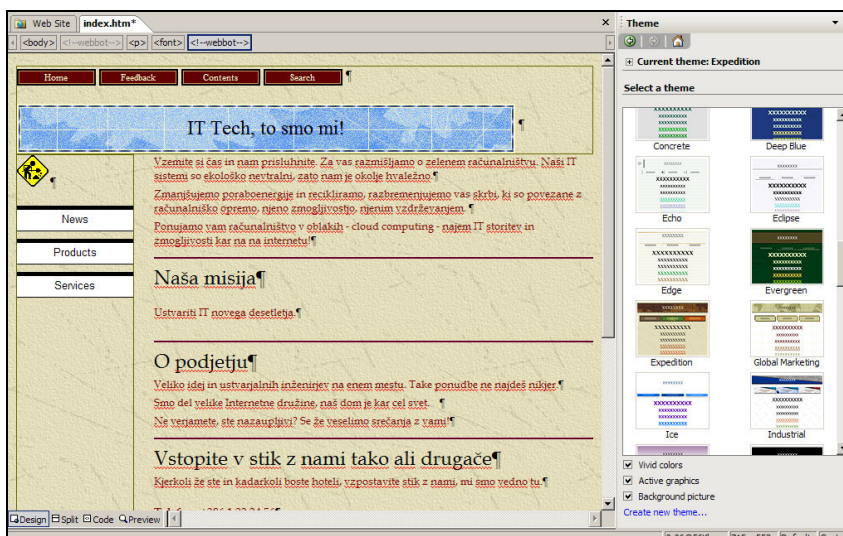 Web Site index.htm* Theme
<body> <!--webbot--> <p> <font> <!--webbot-->
Current theme: Expedition
Home Feedback Contents Search ¶
Select a theme
IT Tech, to smo mi! ¶
Concrete Deep Blue
Vzemite si čas in nam prisluhnite. Za vas razmišljamo o zelenem računalništvu. Naši IT
sistemi so ekološko nevtralni, zato nam je okolje hvaležno.¶
¶
Zmanjšujemo poraboenergije in recikliramo, razbremenjujemo vas skrbi, ki so povezane z
računalniško opremo, njeno zmogljivostjo, njenim vzdrževanjem. ¶
Ponujamo vam računalništvo v oblakih - cloud computing - najem IT storitev in
zmogljivosti kar na na internetu!¶
News
Products
Services
Echo Eclipse
Naša misija¶
Ustvariti IT novega desetletja.¶
Edge Evergreen
O podjetju¶
Veliko idej in ustvarjalnih inženirjev na enem mestu. Take ponudbe ne najdeš nikjer.¶
Smo del velike Internetne družine, naš dom je kar cel svet. ¶
Ne verjamete, ste nazaupljivi? Se že veselimo srečanja z vami!¶
Expedition Global Marketing
Ice Industrial
Vstopite v stik z nami tako ali drugače¶
Kjerkoli že ste in kadarkoli boste hoteli, vzpostavite stik z nami, mi smo vedno tu.¶
Vivid colors
Active graphics
Background picture
Create new theme...
Design Split Code Preview